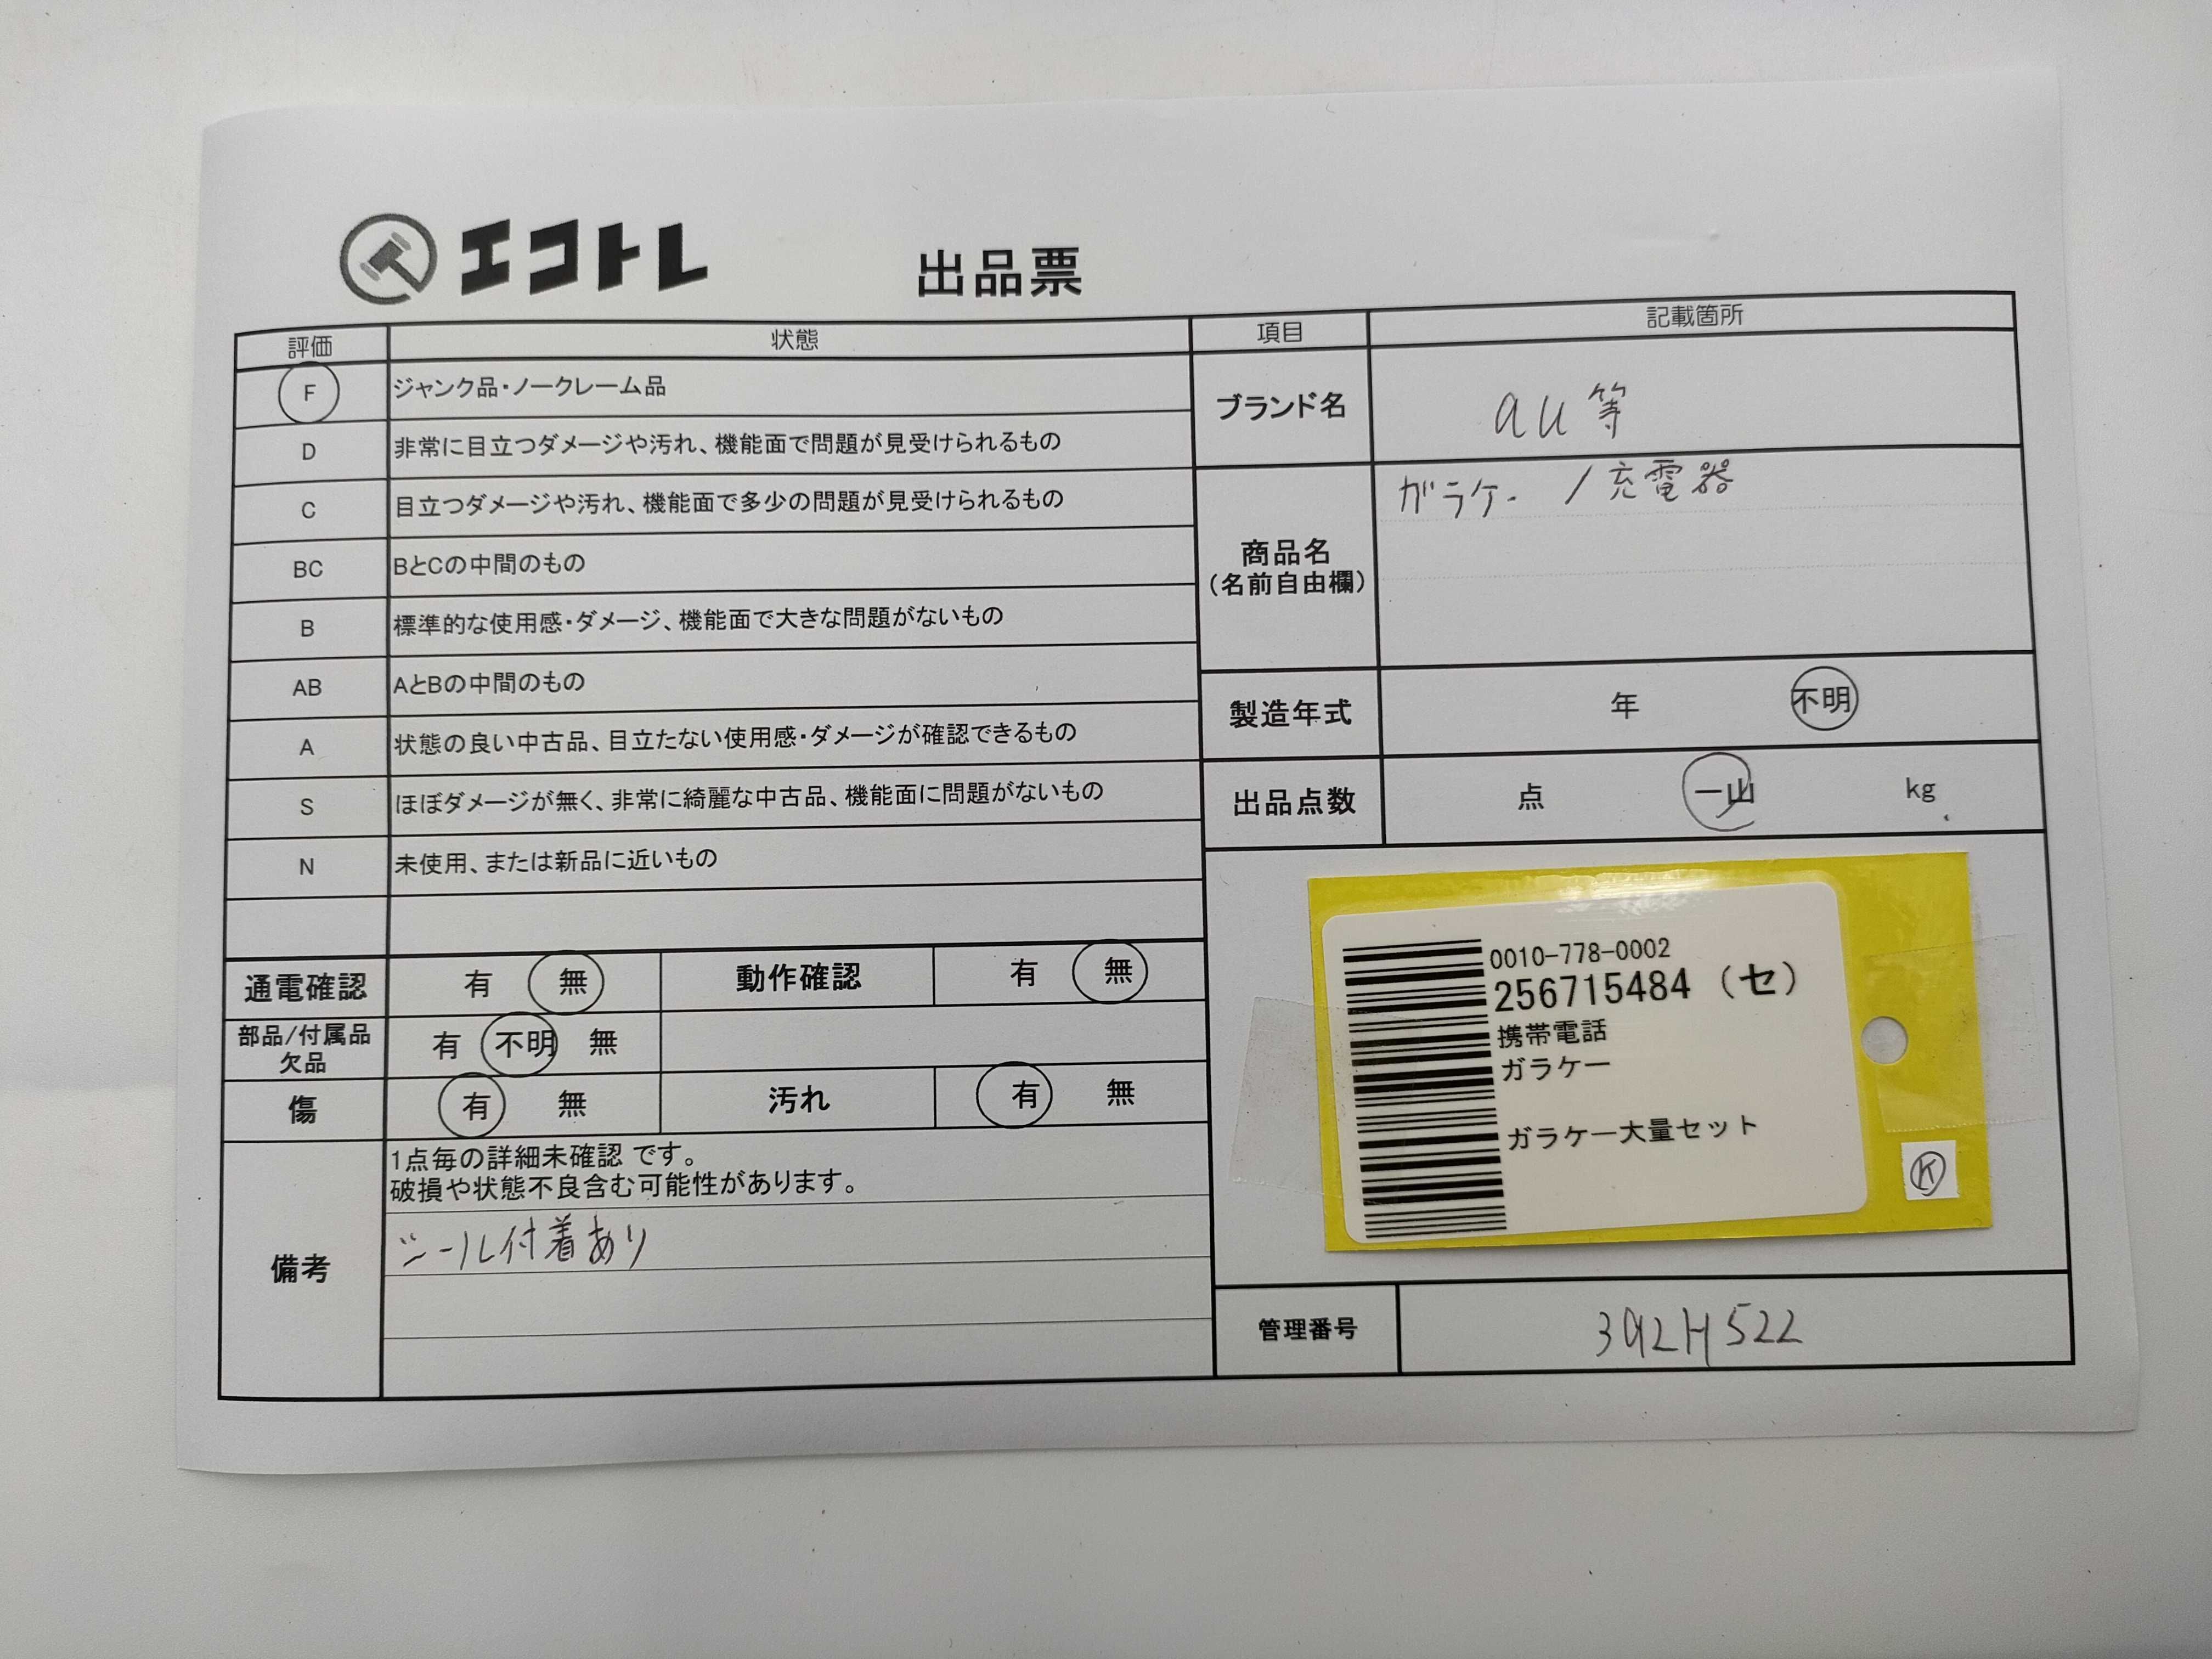 エコトレ
出品票
評価 状態
F ジャンク品・ノークレーム品
D 非常に目立つダメージや汚れ、機能面で問題が見受けられるもの
C 目立つダメージや汚れ、機能面で多少の問題が見受けられるもの
BC BとCの中間のもの
B 標準的な使用感・ダメージ、機能面で大きな問題がないもの
AB AとBの中間のもの
A 状態の良い中古品、目立たない使用感・ダメージが確認できるもの
S ほぼダメージが無く、非常に綺麗な中古品、機能面に問題がないもの
N 未使用、または新品に近いもの
通電確認 有 無 動作確認 有 無
部品/付属品
欠品
有 不明 無
傷 有 無 汚れ 有 無
備考
1点毎の詳細未確認 です。
破損や状態不良含む可能性があります。
シール付着あり
項目 記載箇所
ブランド名 au等
商品名
(名前自由欄)
ガラケー /充電器
製造年式 年 不明
出品点数 点 一山 kg
0010-778-0002
256715484 (セ)
携帯電話
ガラケー
ガラケー大量セット
K
管理番号 392H522